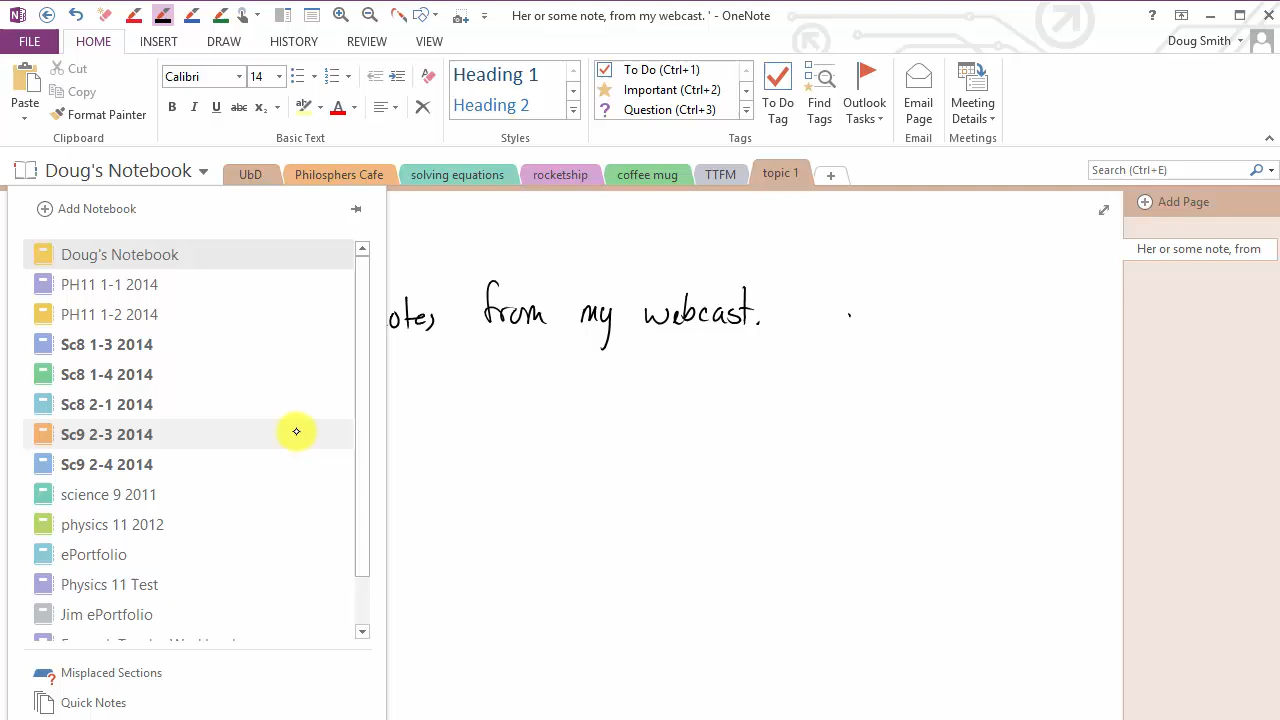 Her or some note, from my webcast. ' - OneNote
Doug Smith
FILE HOME INSERT DRAW HISTORY REVIEW VIEW
Paste
Cut
Copy
Format Painter
Clipboard
Calibri 14
B I U abc x₂ A
Basic Text
Heading 1
Heading 2
Styles
To Do (Ctrl+1)
Important (Ctrl+2)
Question (Ctrl+3)
To Do Tag
Find Tags
Outlook Tasks
Tags
Email Page
Email
Meeting Details
Meetings
Doug's Notebook
UbD Philosphers Cafe solving equations rocketship coffee mug TTFM topic 1
Search (Ctrl+E)
Add Notebook
Doug's Notebook
PH11 1-1 2014
PH11 1-2 2014
Sc8 1-3 2014
Sc8 1-4 2014
Sc8 2-1 2014
Sc9 2-3 2014
Sc9 2-4 2014
science 9 2011
physics 11 2012
ePortfolio
Physics 11 Test
Jim ePortfolio
Misplaced Sections
Quick Notes
ote, from my webcast.
Add Page
Her or some note, from